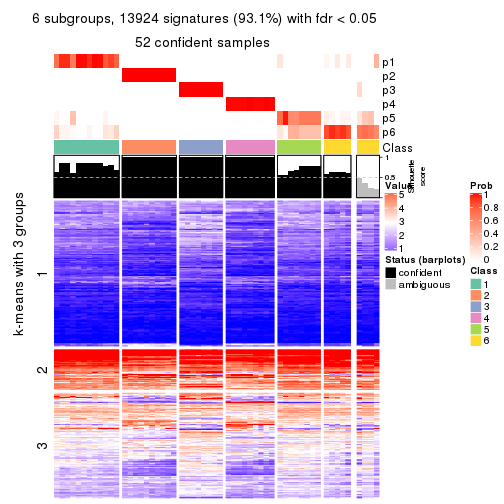 6 subgroups, 13924 signatures (93.1%) with fdr < 0.05
52 confident samples
p1
p2
p3
p4
p5
p6
Class
1
0.5
Silhouette
score
k-means with 3 groups
1
2
3
Value
5
4
3
2
1
Status (barplots)
confident
ambiguous
Prob
1
0.8
0.6
0.4
0.2
0
Class
1
2
3
4
5
6